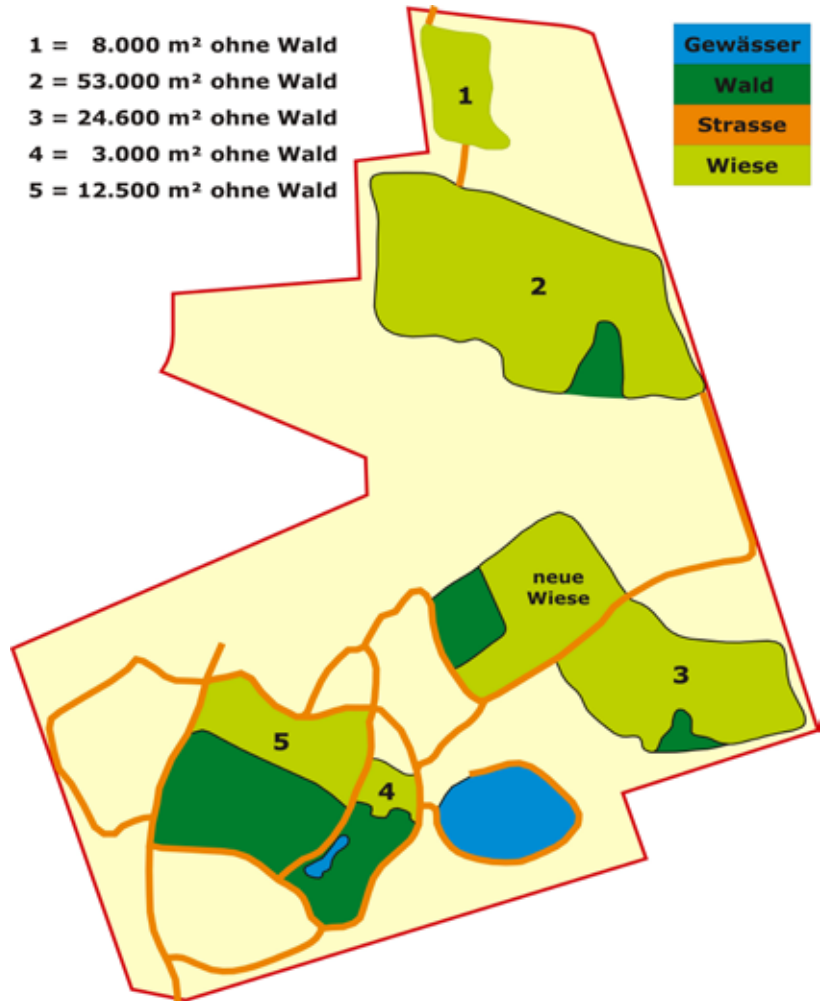 1 = 8.000 m² ohne Wald
2 = 53.000 m² ohne Wald
3 = 24.600 m² ohne Wald
4 = 3.000 m² ohne Wald
5 = 12.500 m² ohne Wald
Gewässer
Wald
Strasse
Wiese
1
2
neue
Wiese
3
5
4